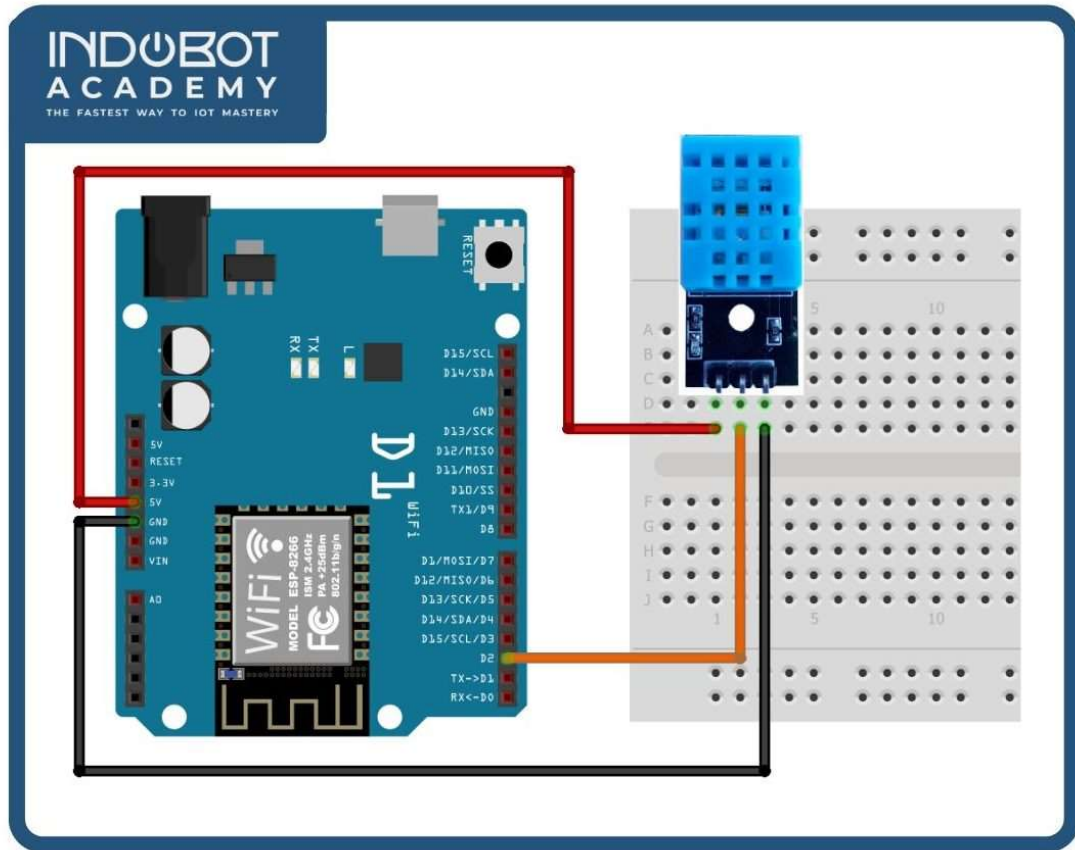 INDOBOT
ACADEMY
THE FASTEST WAY TO IOT MASTERY
RESET
RX
TX
L
D15/SCL
D14/SDA
GND
D13/SCK
D12/MISO
D11/MOSI
D10/SS
TX1/D9
D8
D1/MOSI/D7
D12/MISO/D6
D13/SCK/D5
D14/SDA/D4
D15/SCL/D3
D2
TX->D1
RX<-D0
5V
RESET
3.3V
5V
GND
GND
VIN
A0
D1
WiFi
WiFi
MODEL ESP-8266
ISM 2.4GHz
PA +25dBm
802.11b/g/n
FC
5
10
A
B
C
D
F
G
H
I
J
1
5
10